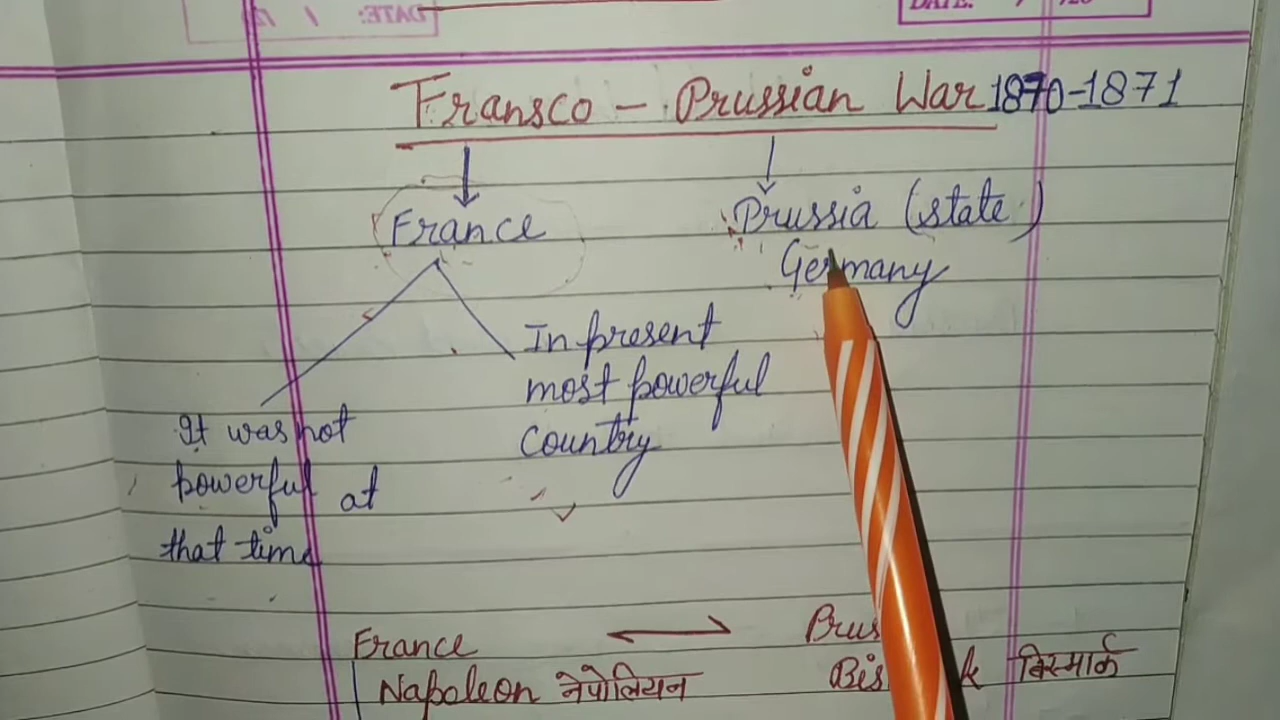 DATE: / /20
Fransco - Prussian War 1870-1871
France
Prussia (state)
Germany
In present
most powerful
country
It was not
powerful at
that time
France
Napoleon नेपोलियन
बिस्मार्क